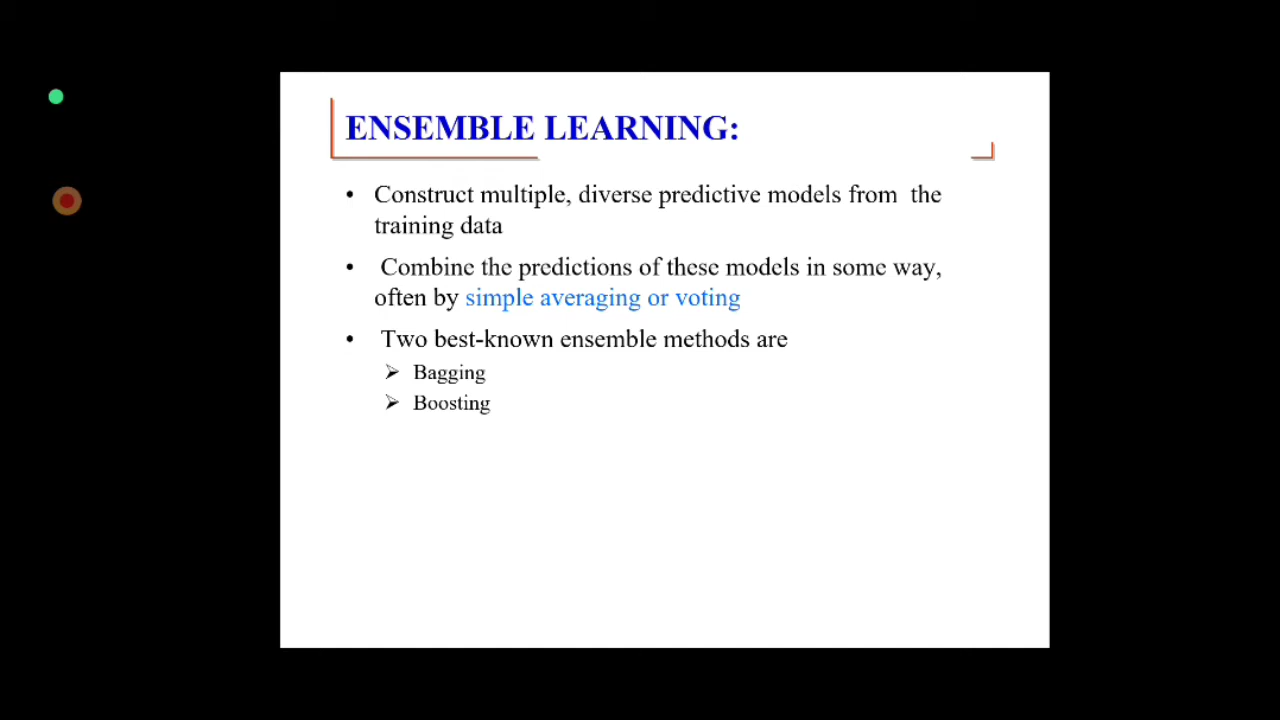 ENSEMBLE LEARNING:
• Construct multiple, diverse predictive models from the
training data
• Combine the predictions of these models in some way,
often by simple averaging or voting
• Two best-known ensemble methods are
➢ Bagging
➢ Boosting